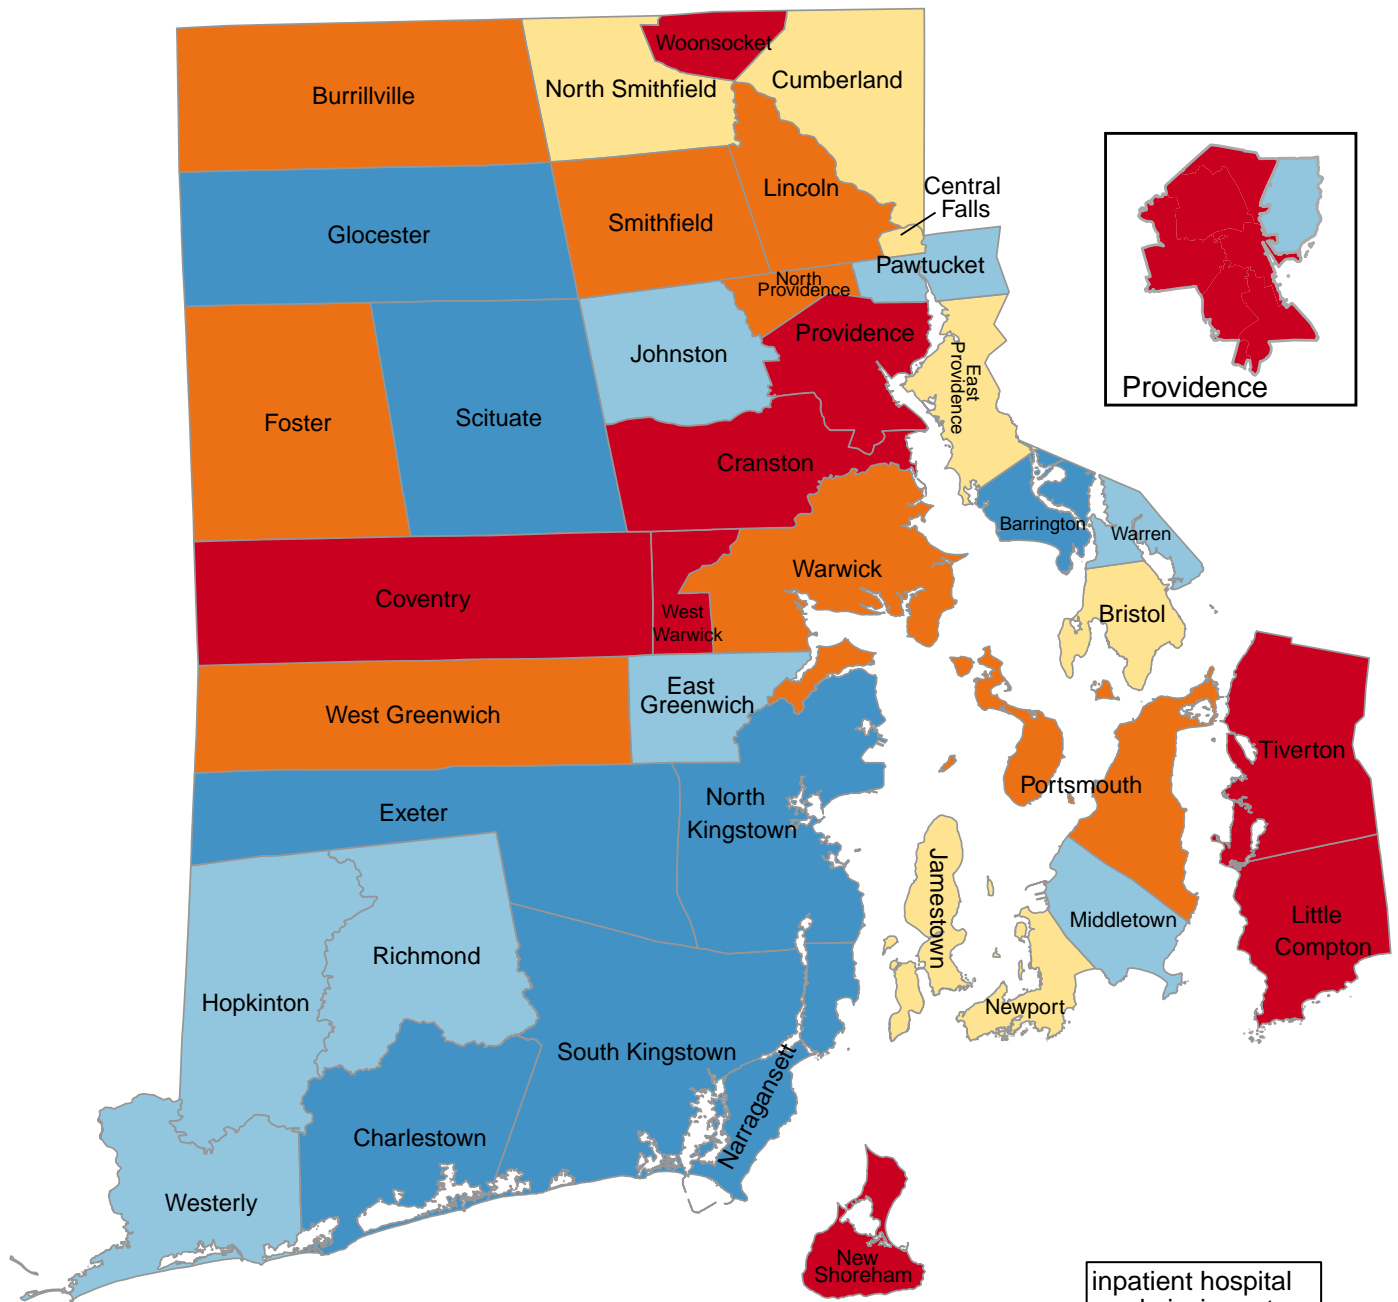 Woonsocket
Cumberland
North Smithfield
Burrillville
Lincoln
Central
Falls
Smithfield
Glocester
Pawtucket
North
Providence
Providence
Johnston
East
Providence
Providence
Foster
Scituate
Cranston
Barrington
Warren
Warwick
Coventry
West
Warwick
Bristol
East
Greenwich
West Greenwich
Tiverton
Portsmouth
Exeter
North
Kingstown
Jamestown
Middletown
Little
Compton
Richmond
Hopkinton
Newport
South Kingstown
Narragansett
Charlestown
Westerly
New
Shoreham
inpatient hospital